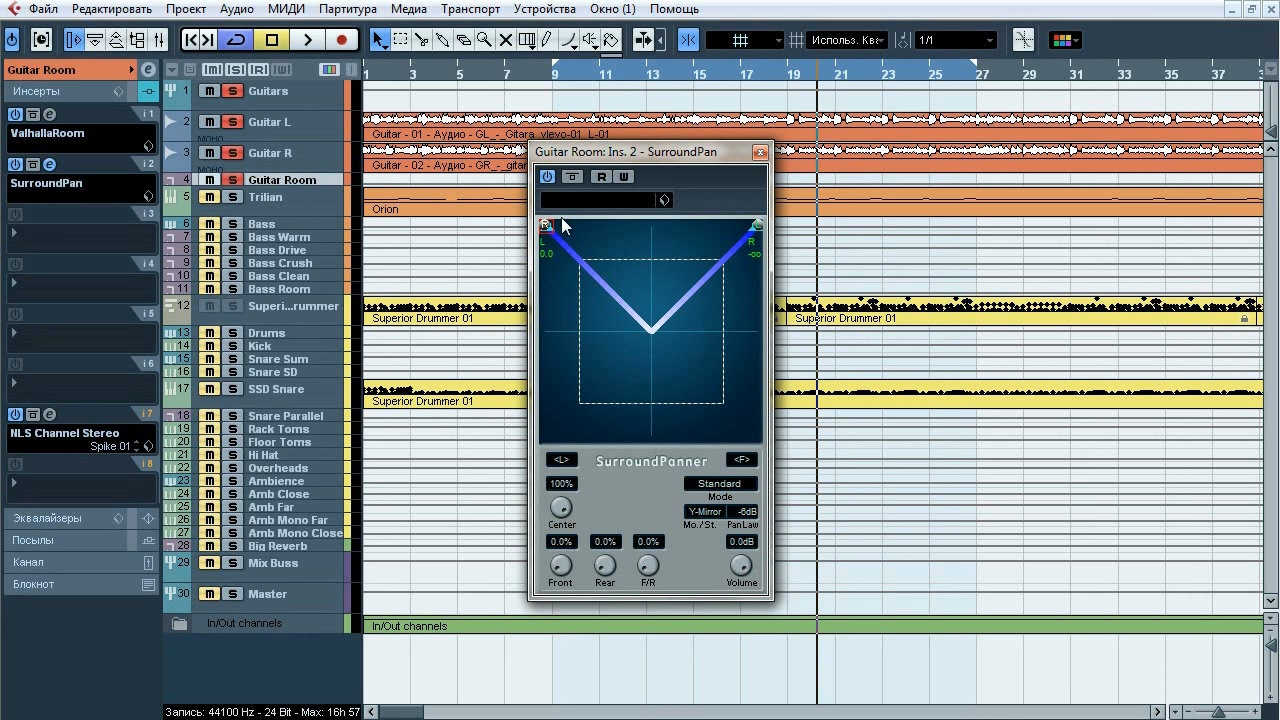 Файл Редактировать Проект Аудио МИДИ Партитура Медиа Транспорт Устройства Окно (1) Помощь
Использ. Кв
1/1
Guitar Room
Инсерты
i 1
ValhallaRoom
i 2
SurroundPan
i 3
i 4
i 5
i 6
i 7
NLS Channel Stereo
Spike 01
i 8
Эквалайзеры
Посылы
Канал
Блокнот
[M] [S] [R] [W]
1 3 5 7 9 11 13 15 17 19 21 23 25 27 29 31 33 35 37
1 m S Guitars
2 m S Guitar L
МОНО
Guitar - 01 - Аудио - GL_-_Gitara_vlevo-01_L-01
3 m S Guitar R
МОНО
Guitar - 02 - Аудио - GR_-_gitar
4 m S Guitar Room
5 m S Trilian
Orion
6 m S Bass
7 m S Bass Warm
8 m S Bass Drive
9 m S Bass Crush
10 m S Bass Clean
11 m S Bass Room
12 m S Superi...rummer
Superior Drummer 01
Superior Drummer 01
13 m S Drums
14 m S Kick
15 m S Snare Sum
16 m S Snare SD
17 m S SSD Snare
Superior Drummer 01
18 m S Snare Parallel
19 m S Rack Toms
20 m S Floor Toms
21 m S Hi Hat
22 m S Overheads
23 m S Ambience
24 m S Amb Close
25 m S Amb Far
26 m S Amb Mono Far
27 m S Amb Mono Close
28 m S Big Reverb
29 m S Mix Buss
30 m S Master
In/Out channels
In/Out channels
Guitar Room: Ins. 2 - SurroundPan
R W
R
L
0.0
R
-oo
<L> SurroundPanner <F>
100% Standard
Mode
Y-Mirror -6dB
Center Mo./St. PanLaw
0.0% 0.0% 0.0% 0.0dB
Front Rear F/R Volume
Запись: 44100 Hz - 24 Bit - Max: 16h 57